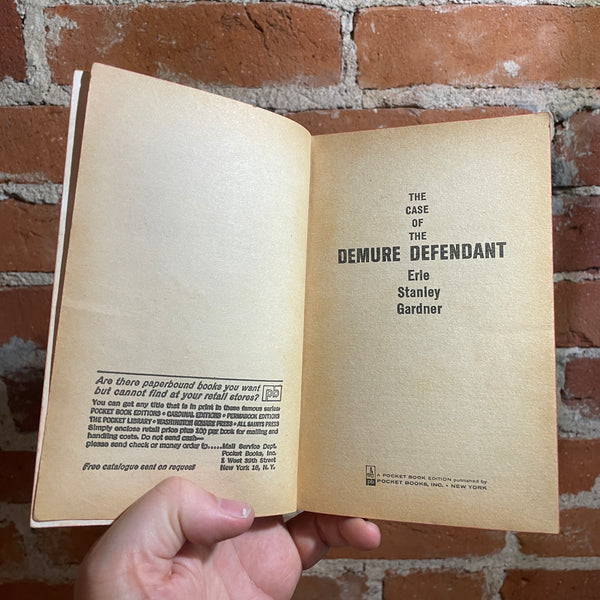 Are there paperbound books you want
but cannot find at your retail stores? pb
You can get any title that is in print in these famous series:
POCKET BOOK EDITIONS • CARDINAL EDITIONS • PERMABOOK EDITIONS
THE POCKET LIBRARY • WASHINGTON SQUARE PRESS • ALL SAINTS PRESS
Simply enclose retail price plus 10¢ per book for mailing and
handling costs. Do not send cash—
please send check or money order to..... Mail Service Dept.
Pocket Books, Inc.
1 West 39th Street
Free catalogue sent on request New York 18, N. Y.
THE
CASE
OF
THE
DEMURE DEFENDANT
Erle
Stanley
Gardner
A POCKET BOOK EDITION published by
POCKET BOOKS, INC. • NEW YORK